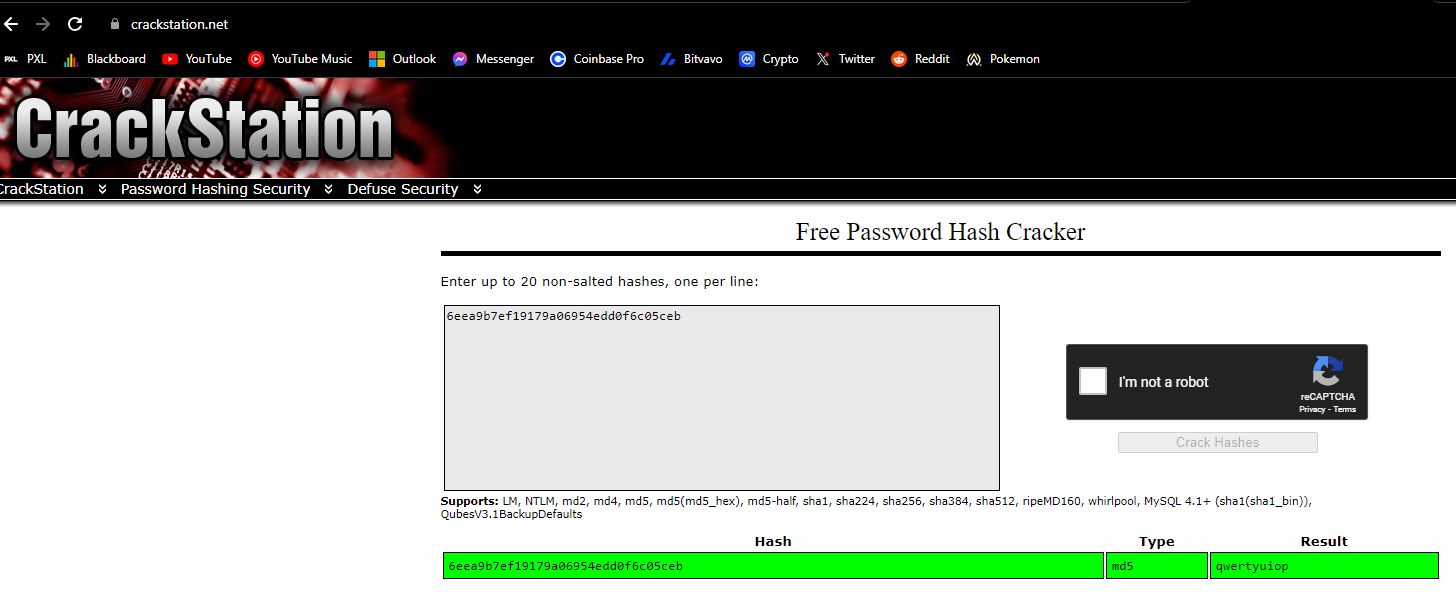 crackstation.net
PXL PXL Blackboard YouTube YouTube Music Outlook Messenger Coinbase Pro Bitvavo Crypto Twitter Reddit Pokemon
CrackStation
CrackStation Password Hashing Security Defuse Security
Free Password Hash Cracker
Enter up to 20 non-salted hashes, one per line:
6eea9b7ef19179a06954edd0f6c05ceb
I'm not a robot
reCAPTCHA
Privacy - Terms
Crack Hashes
Supports: LM, NTLM, md2, md4, md5, md5(md5_hex), md5-half, sha1, sha224, sha256, sha384, sha512, ripeMD160, whirlpool, MySQL 4.1+ (sha1(sha1_bin)),
QubesV3.1BackupDefaults
Hash Type Result
6eea9b7ef19179a06954edd0f6c05ceb md5 qwertyuiop